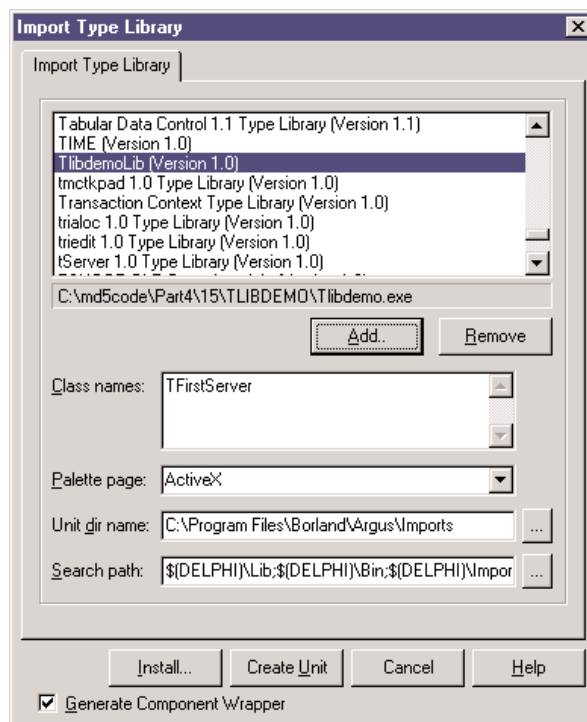 Import Type Library
Import Type Library
Tabular Data Control 1.1 Type Library (Version 1.1)
TIME (Version 1.0)
TlibdemoLib (Version 1.0)
tmctkpad 1.0 Type Library (Version 1.0)
Transaction Context Type Library (Version 1.0)
trialoc 1.0 Type Library (Version 1.0)
triedit 1.0 Type Library (Version 1.0)
tServer 1.0 Type Library (Version 1.0)
C:\md5code\Part4\15\TLIBDEMO\Tlibdemo.exe
Add.. Remove
Class names: TFirstServer
Palette page: ActiveX
Unit dir name: C:\Program Files\Borland\Argus\Imports ...
Search path: $(DELPHI)\Lib;$(DELPHI)\Bin;$(DELPHI)\Impor ...
Install... Create Unit Cancel Help
Generate Component Wrapper